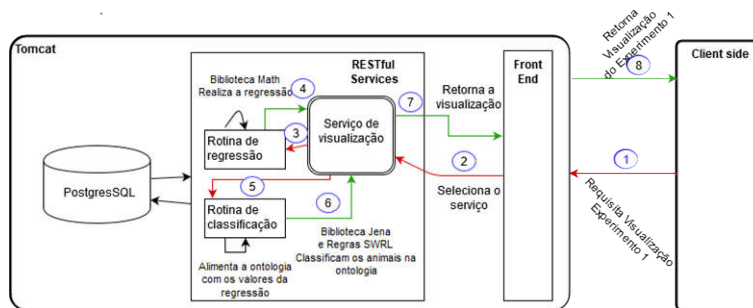 Tomcat
RESTful
Services
Biblioteca Math
Realiza a regressão
4
3
Rotina de
regressão
Serviço de
visualização
7
Retorna a
visualização
Front
End
Retorna
Visualização
do Experimento 1
8
Client side
PostgresSQL
5
6
2
Seleciona o
serviço
1
Requisita Visualização
Experimento 1
Rotina de
classificação
Alimenta a ontologia
com os valores da
regressão
Biblioteca Jena
e Regras SWRL
Classificam os animais na
ontologia